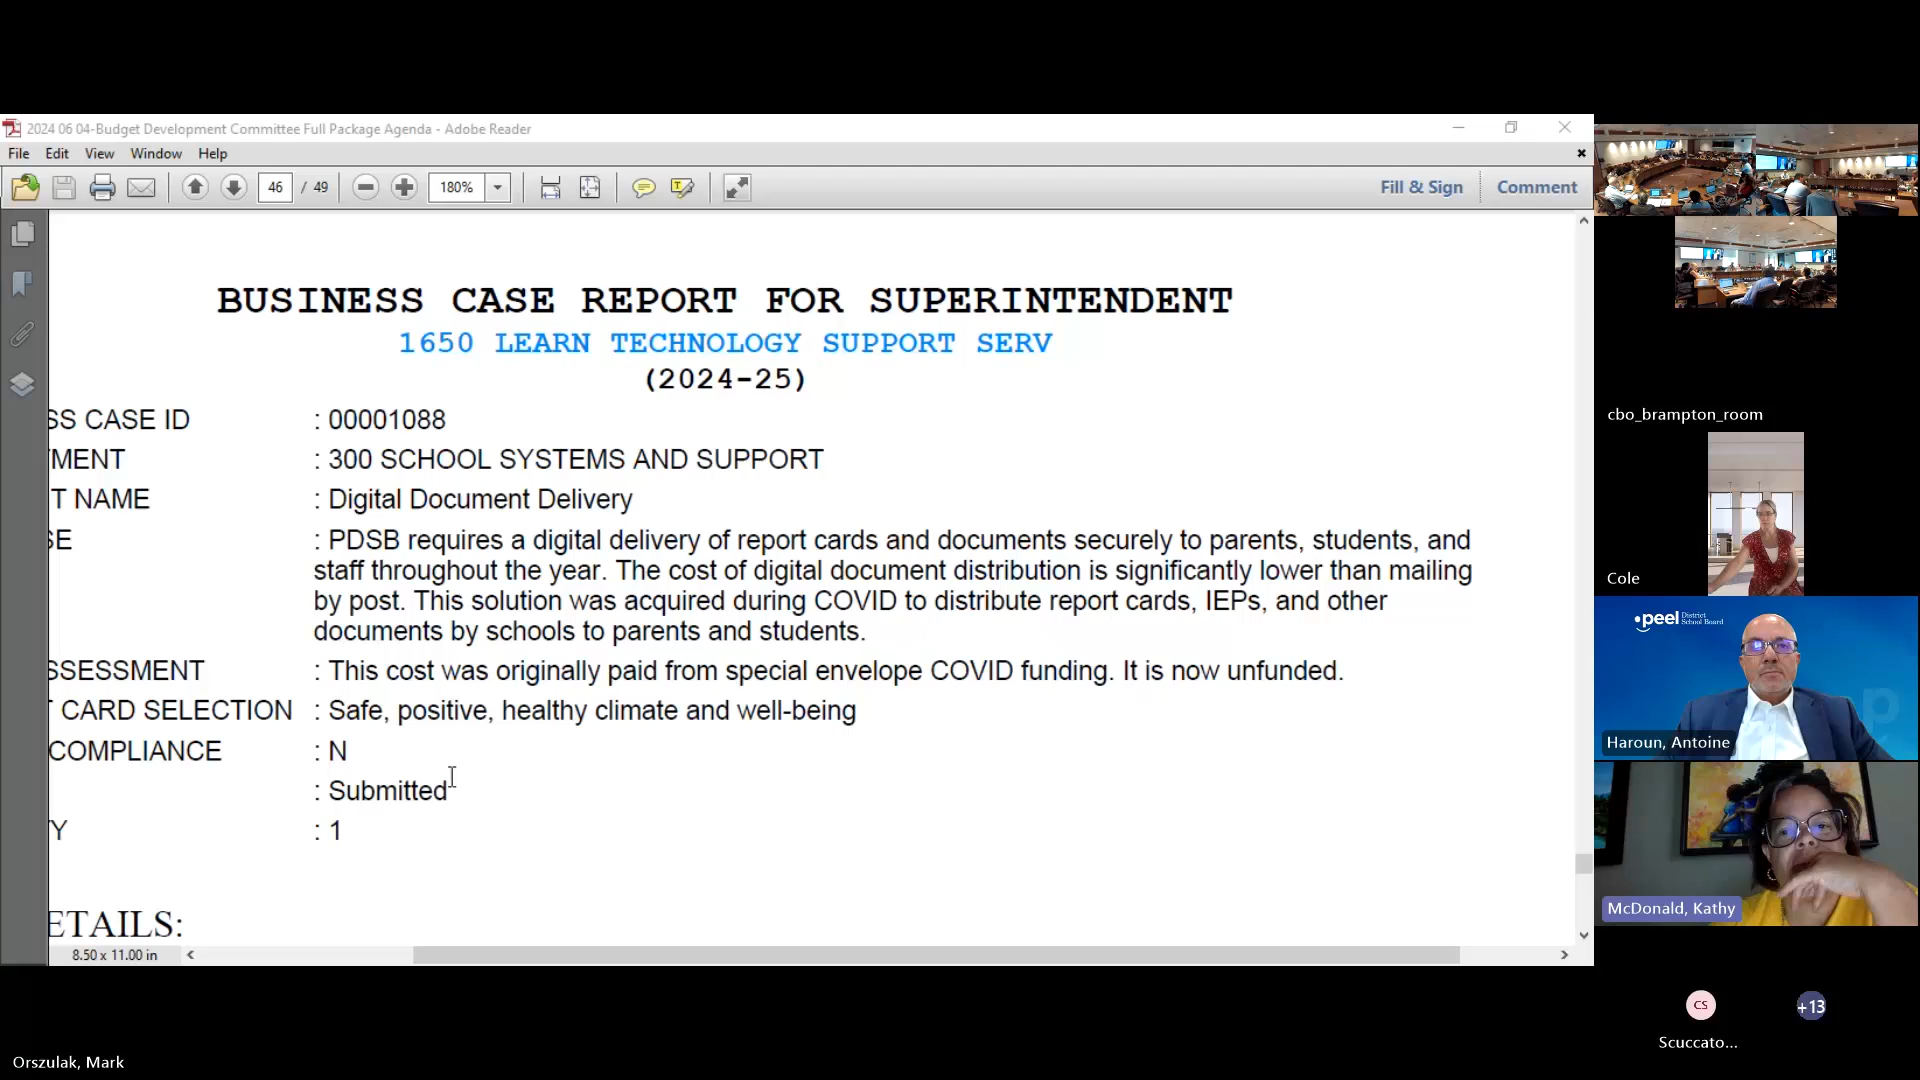 2024 06 04-Budget Development Committee Full Package Agenda - Adobe Reader
File Edit View Window Help
46 / 49 180% Fill & Sign Comment
BUSINESS CASE REPORT FOR SUPERINTENDENT
1650 LEARN TECHNOLOGY SUPPORT SERV
(2024-25)
SS CASE ID : 00001088
MENT : 300 SCHOOL SYSTEMS AND SUPPORT
T NAME : Digital Document Delivery
SE : PDSB requires a digital delivery of report cards and documents securely to parents, students, and
staff throughout the year. The cost of digital document distribution is significantly lower than mailing
by post. This solution was acquired during COVID to distribute report cards, IEPs, and other
documents by schools to parents and students.
SSESSMENT : This cost was originally paid from special envelope COVID funding. It is now unfunded.
CARD SELECTION : Safe, positive, healthy climate and well-being
COMPLIANCE : N
: Submitted
Y : 1
ETAILS:
8.50 x 11.00 in
cbo_brampton_room
Cole
peel District
School Board
Haroun, Antoine
McDonald, Kathy
CS
+13
Scuccato...
Orszulak, Mark